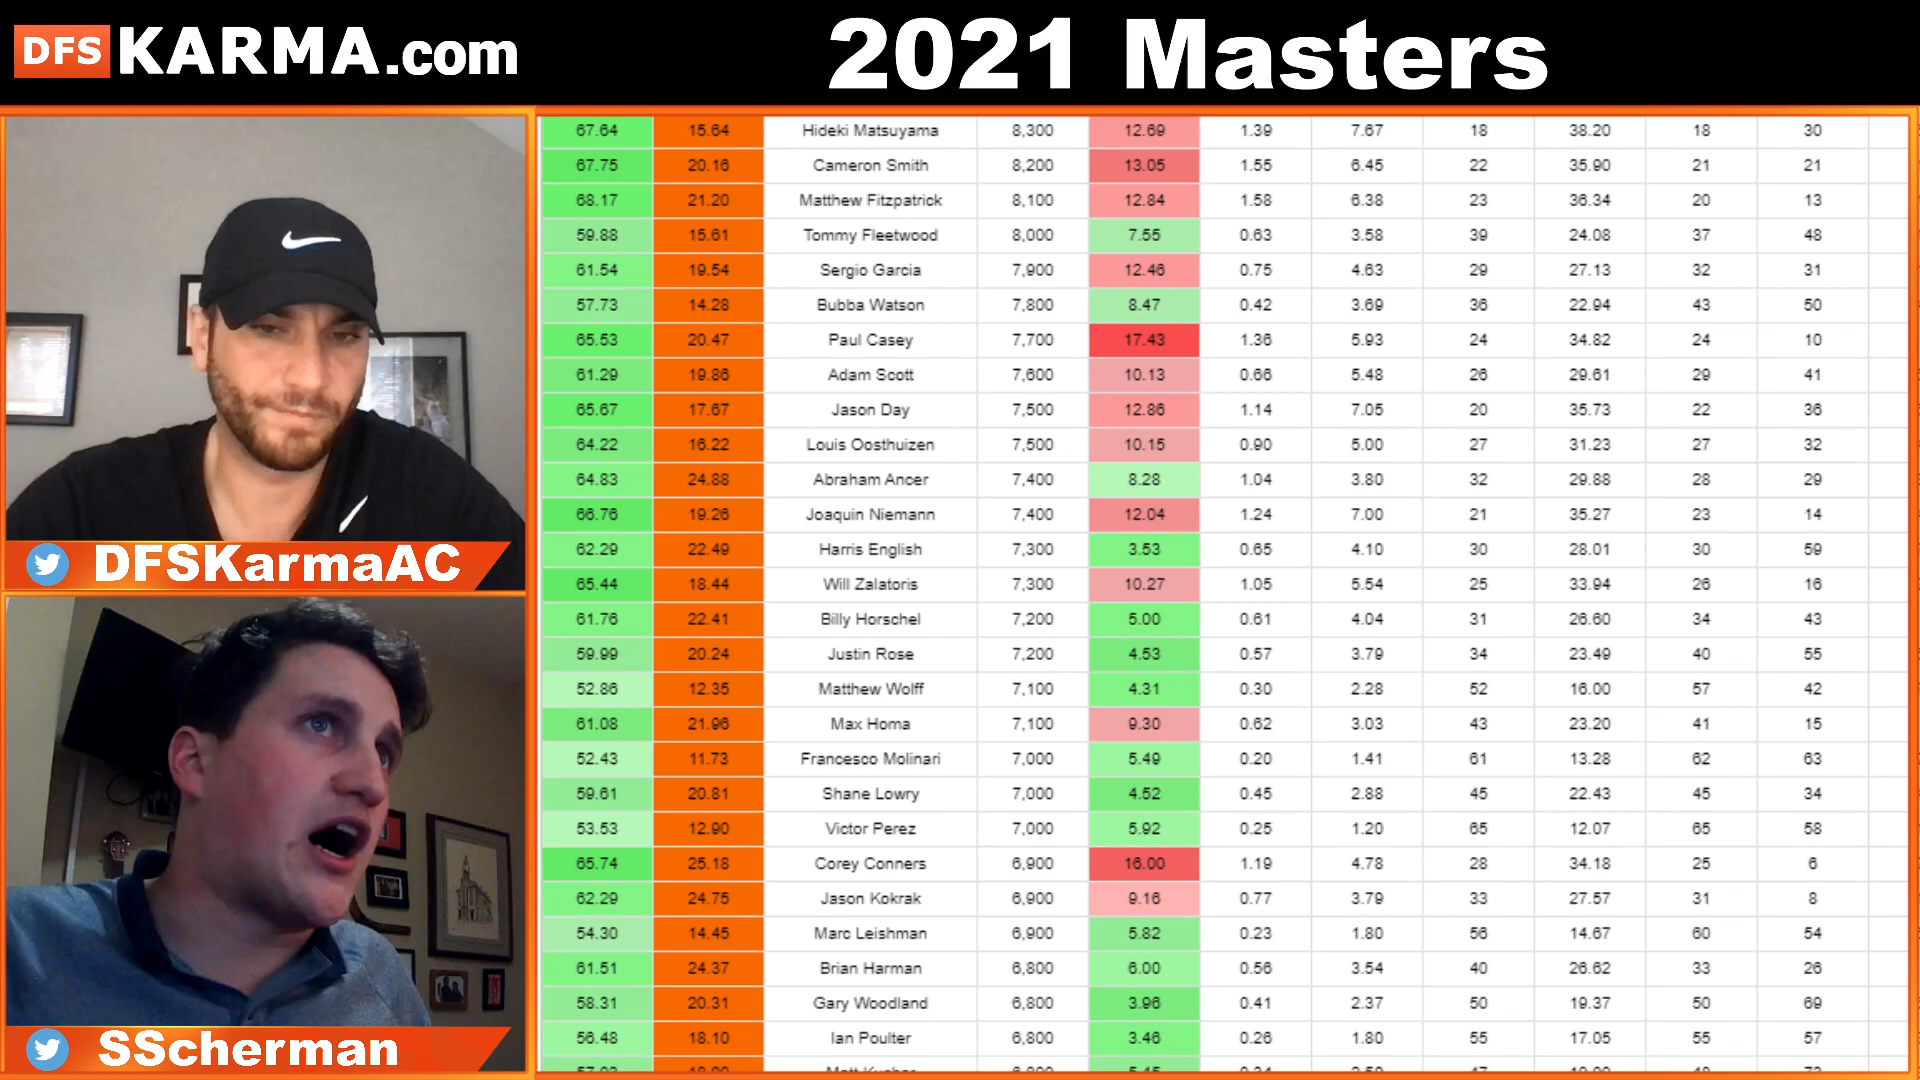 DFS KARMA.com
2021 Masters
67.64 15.64 Hideki Matsuyama 8,300 12.69 1.39 7.67 18 38.20 18 30
67.75 20.16 Cameron Smith 8,200 13.05 1.55 6.45 22 35.90 21 21
68.17 21.20 Matthew Fitzpatrick 8,100 12.84 1.58 6.38 23 36.34 20 13
59.88 15.61 Tommy Fleetwood 8,000 7.55 0.63 3.58 39 24.08 37 48
61.54 19.54 Sergio Garcia 7,900 12.46 0.75 4.63 29 27.13 32 31
57.73 14.28 Bubba Watson 7,800 8.47 0.42 3.69 36 22.94 43 50
65.53 20.47 Paul Casey 7,700 17.43 1.36 5.93 24 34.82 24 10
61.29 19.86 Adam Scott 7,600 10.13 0.66 5.48 26 29.61 29 41
65.67 17.67 Jason Day 7,500 12.86 1.14 7.05 20 35.73 22 36
64.22 16.22 Louis Oosthuizen 7,500 10.15 0.90 5.00 27 31.23 27 32
64.83 24.88 Abraham Ancer 7,400 8.28 1.04 3.80 32 29.88 28 29
66.76 19.26 Joaquin Niemann 7,400 12.04 1.24 7.00 21 35.27 23 14
62.29 22.49 Harris English 7,300 3.53 0.65 4.10 30 28.01 30 59
65.44 18.44 Will Zalatoris 7,300 10.27 1.05 5.54 25 33.94 26 16
61.76 22.41 Billy Horschel 7,200 5.00 0.61 4.04 31 26.60 34 43
59.99 20.24 Justin Rose 7,200 4.53 0.57 3.79 34 23.49 40 55
52.86 12.35 Matthew Wolff 7,100 4.31 0.30 2.28 52 16.00 57 42
61.08 21.96 Max Homa 7,100 9.30 0.62 3.03 43 23.20 41 15
52.43 11.73 Francesco Molinari 7,000 5.49 0.20 1.41 61 13.28 62 63
59.61 20.81 Shane Lowry 7,000 4.52 0.45 2.88 45 22.43 45 34
53.53 12.90 Victor Perez 7,000 5.92 0.25 1.20 65 12.07 65 58
65.74 25.18 Corey Conners 6,900 16.00 1.19 4.78 28 34.18 25 6
62.29 24.75 Jason Kokrak 6,900 9.16 0.77 3.79 33 27.57 31 8
54.30 14.45 Marc Leishman 6,900 5.82 0.23 1.80 56 14.67 60 54
61.51 24.37 Brian Harman 6,800 6.00 0.56 3.54 40 26.62 33 26
58.31 20.31 Gary Woodland 6,800 3.96 0.41 2.37 50 19.37 50 69
56.48 18.10 Ian Poulter 6,800 3.46 0.26 1.80 55 17.05 55 57
DFSKarmaAC
SScherman